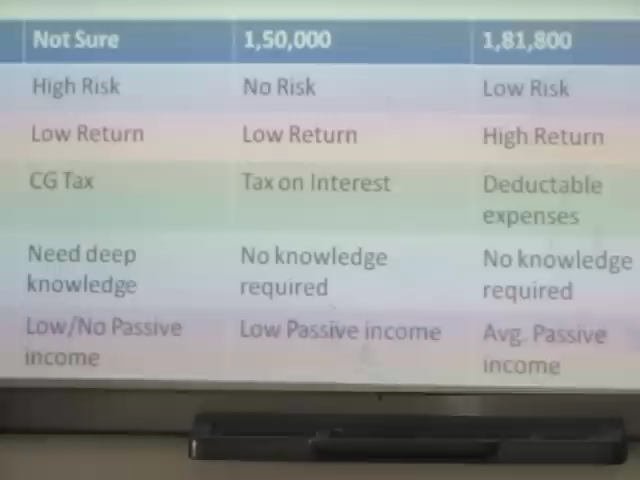 Not Sure 1,50,000 1,81,800
High Risk No Risk Low Risk
Low Return Low Return High Return
CG Tax Tax on Interest Deductable
expenses
Need deep No knowledge No knowledge
knowledge required required
Low/No Passive Low Passive income Avg. Passive
income income